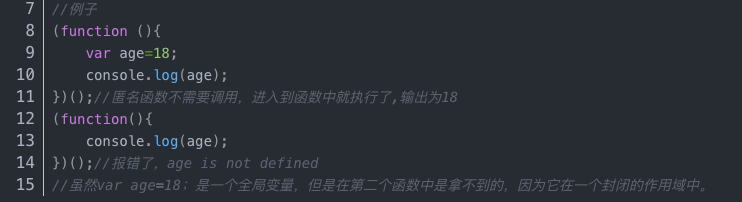 7 //例子
8 (function (){
9     var age=18;
10     console.log(age);
11 })();//匿名函数不需要调用，进入到函数中就执行了,输出为18
12 (function(){
13     console.log(age);
14 })();//报错了，age is not defined
15 //虽然var age=18；是一个全局变量，但是在第二个函数中是拿不到的，因为它在一个封闭的作用域中。